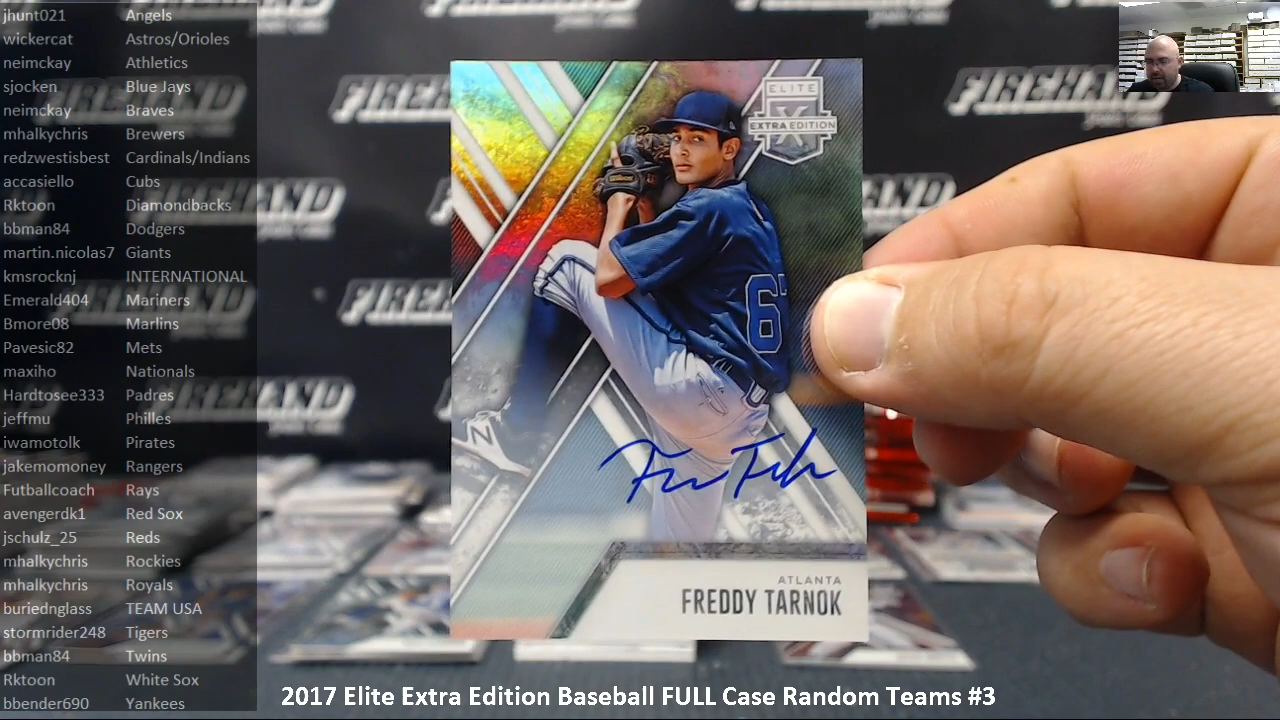 jhunt021 Angels
wickercat Astros/Orioles
neimckay Athletics
sjocken Blue Jays
neimckay Braves
mhalkychris Brewers
redzwestisbest Cardinals/Indians
accasiello Cubs
Rktoon Diamondbacks
bbman84 Dodgers
martin.nicolas7 Giants
kmsrocknj INTERNATIONAL
Emerald404 Mariners
Bmore08 Marlins
Pavesic82 Mets
maxiho Nationals
Hardtosee333 Padres
jeffmu Philles
iwamotolk Pirates
jakemomoney Rangers
Futballcoach Rays
avengerdk1 Red Sox
jschulz_25 Reds
mhalkychris Rockies
mhalkychris Royals
buriednglass TEAM USA
stormrider248 Tigers
bbman84 Twins
Rktoon White Sox
bbender690 Yankees
FIREHAND
ELITE
X
EXTRA EDITION
6
N
ATLANTA
FREDDY TARNOK
2017 Elite Extra Edition Baseball FULL Case Random Teams #3